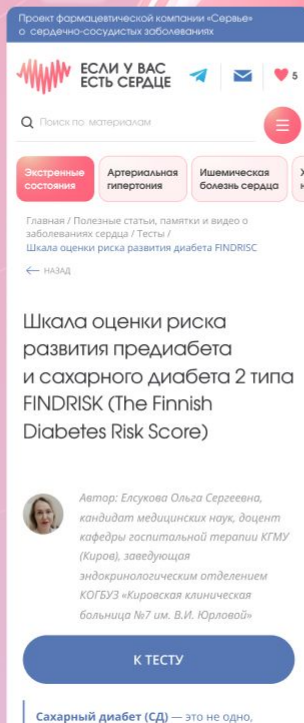 Проект фармацевтической компании «Сервье»
о сердечно-сосудистых заболеваниях
ЕСЛИ У ВАС
ЕСТЬ СЕРДЦЕ
5
Поиск по материалам
Экстренные
состояния
Артериальная
гипертония
Ишемическая
болезнь сердца
Главная / Полезные статьи, памятки и видео о
заболеваниях сердца / Тесты /
Шкала оценки риска развития диабета FINDRISC
← НАЗАД
Шкала оценки риска
развития предиабета
и сахарного диабета 2 типа
FINDRISK (The Finnish
Diabetes Risk Score)
Автор: Елсукова Ольга Сергеевна,
кандидат медицинских наук, доцент
кафедры госпитальной терапии КГМУ
(Киров), заведующая
эндокринологическим отделением
КОГБУЗ «Кировская клиническая
больница №7 им. В.И. Юрловой»
К ТЕСТУ
Сахарный диабет (СД) — это не одно,